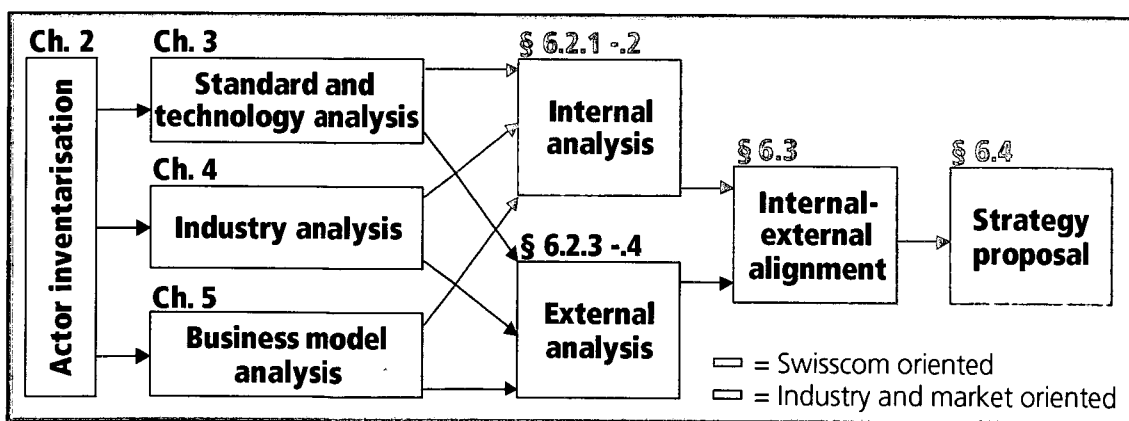 Ch. 2
Actor inventarisation
Ch. 3
Standard and
technology analysis
Ch. 4
Industry analysis
Ch. 5
Business model
analysis
§ 6.2.1 -.2
Internal
analysis
§ 6.2.3 -.4
External
analysis
§ 6.3
Internal-
external
alignment
§ 6.4
Strategy
proposal
= Swisscom oriented
= Industry and market oriented